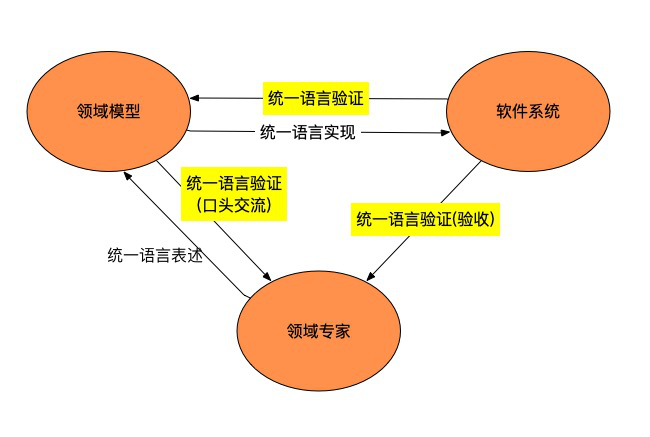 统一语言验证
领域模型
软件系统
统一语言实现
统一语言验证
(口头交流)
统一语言验证(验收)
统一语言表述
领域专家